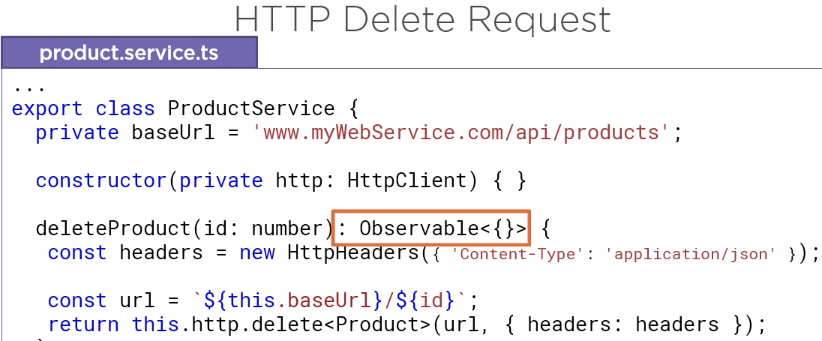 HTTP Delete Request
product.service.ts
...
export class ProductService {
private baseUrl = 'www.myWebService.com/api/products';
constructor(private http: HttpClient) { }
deleteProduct(id: number): Observable<{}> {
const headers = new HttpHeaders({ 'Content-Type': 'application/json' });
const url = `${this.baseUrl}/${id}`;
return this.http.delete<Product>(url, { headers: headers });